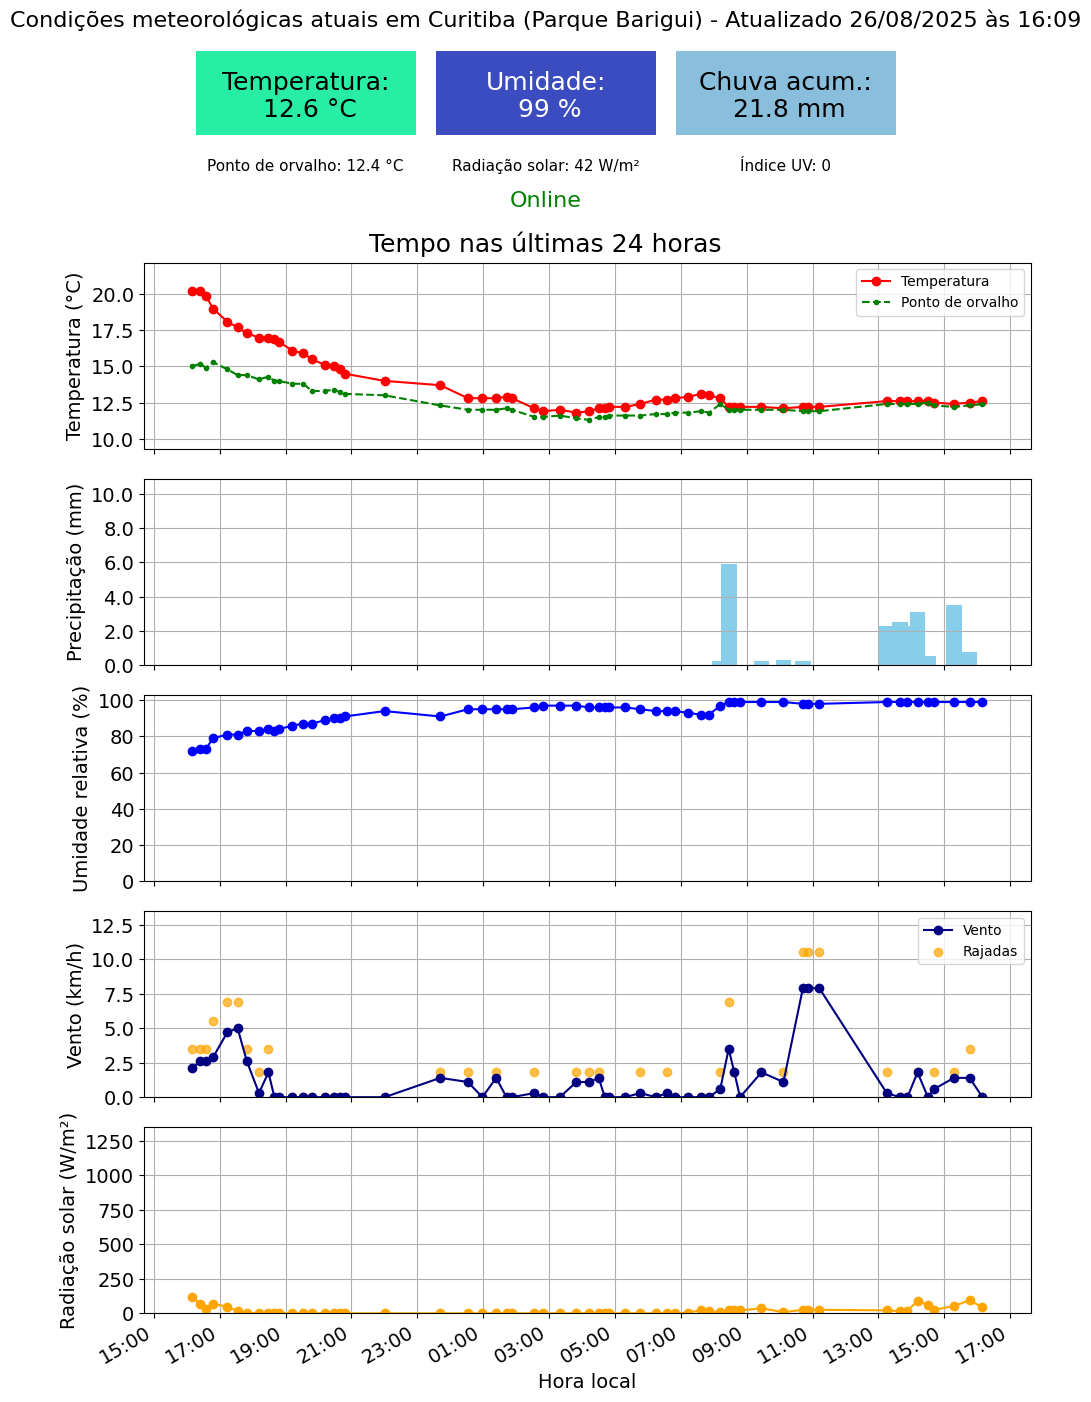 Condições meteorológicas atuais em Curitiba (Parque Barigui) - Atualizado 26/08/2025 às 16:09
Temperatura:
12.6 °C
Umidade:
99 %
Chuva acum.:
21.8 mm
Ponto de orvalho: 12.4 °C
Radiação solar: 42 W/m²
Índice UV: 0
Online
Tempo nas últimas 24 horas
Temperatura (°C)
20.0
17.5
15.0
12.5
10.0
Temperatura
Ponto de orvalho
Precipitação (mm)
10.0
8.0
6.0
4.0
2.0
0.0
Umidade relativa (%)
100
80
60
40
20
0
Vento (km/h)
12.5
10.0
7.5
5.0
2.5
0.0
Vento
Rajadas
Radiação solar (W/m²)
1250
1000
750
500
250
0
15:00
17:00
19:00
21:00
23:00
01:00
03:00
05:00
07:00
09:00
11:00
13:00
15:00
17:00
Hora local